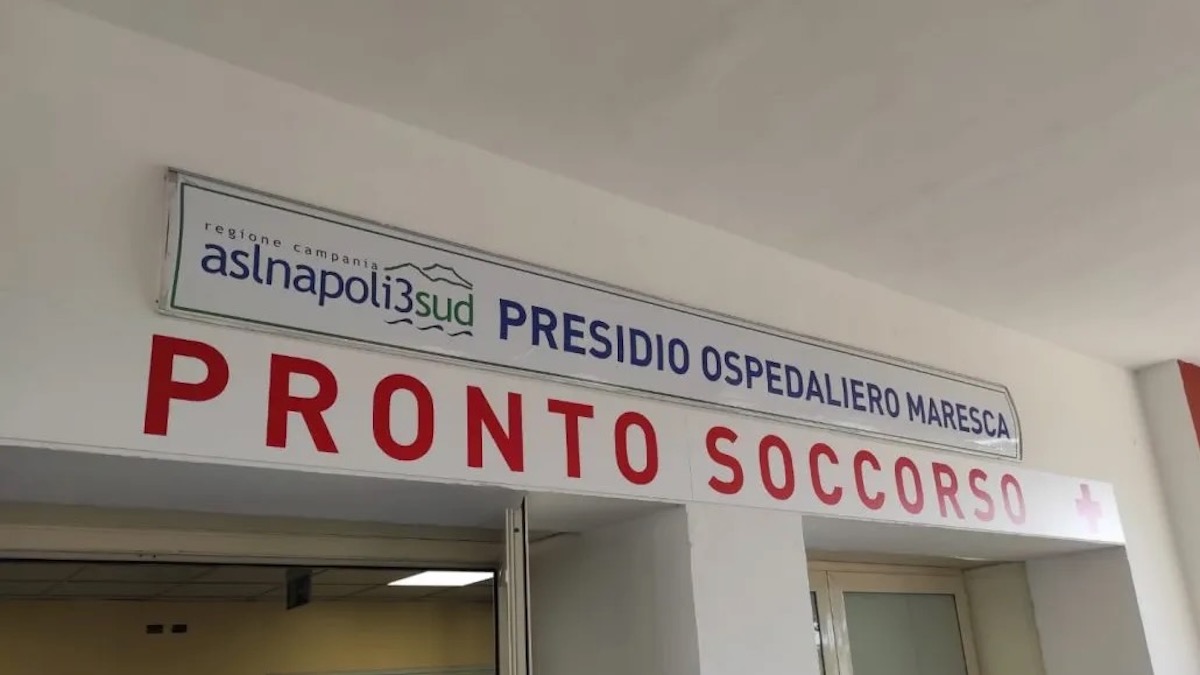 regione campania
aslnapoli3sud
PRESIDIO OSPEDALIERO MARESCA
PRONTO SOCCORSO